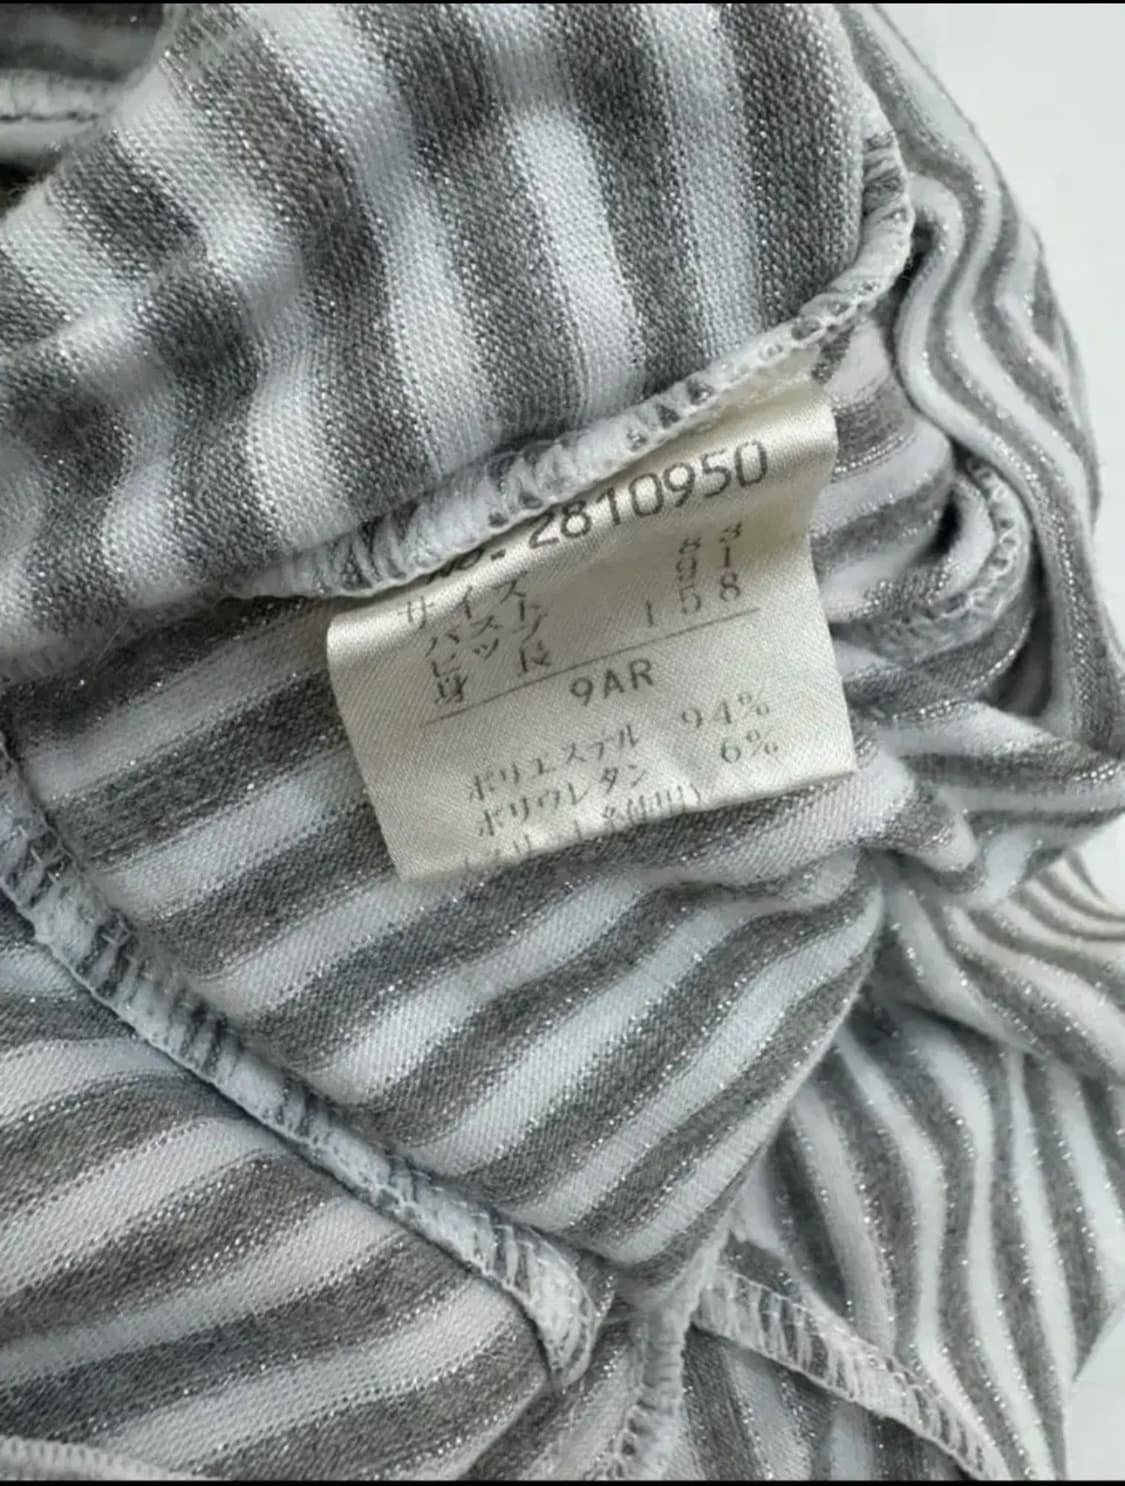 No. 2810950
サイズ
バスト 83
ヒップ 91
身長 158
9AR
ポリエステル 94%
ポリウレタン 6%